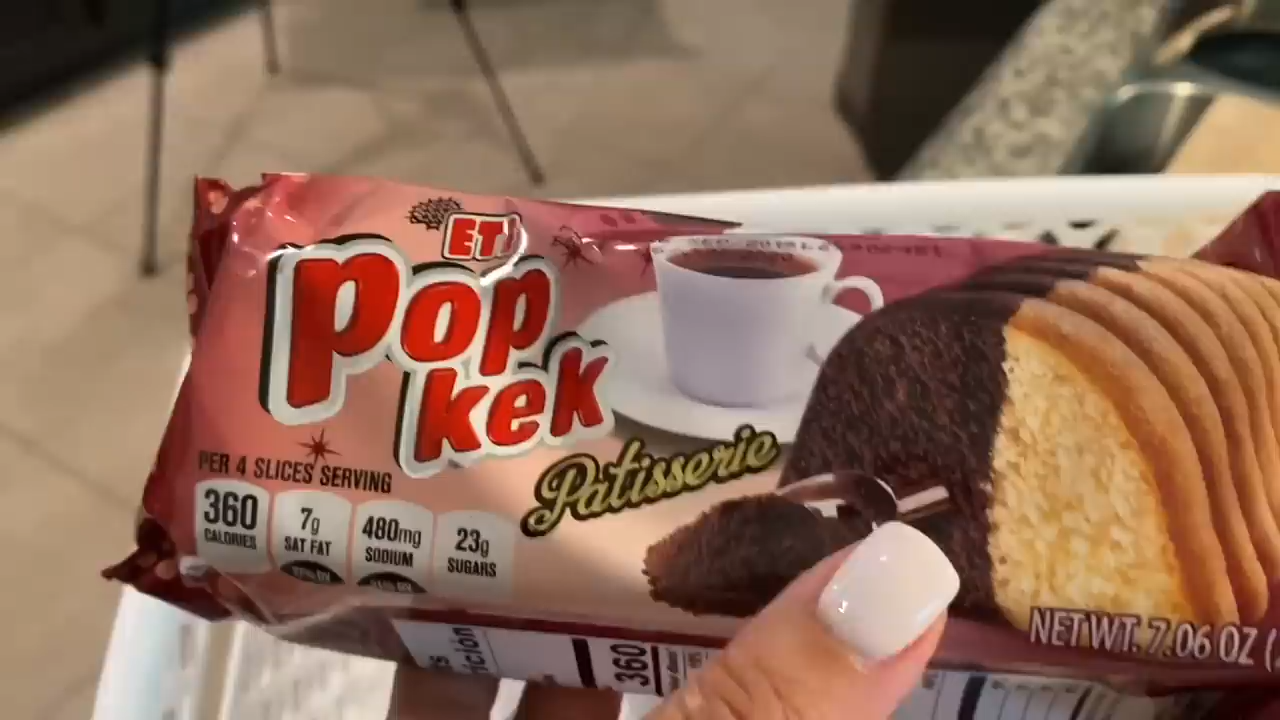 ETİ
Pop
kek
Patisserie
PER 4 SLICES SERVING
360
CALORIES
7g
SAT FAT
480mg
SODIUM
23g
SUGARS
NET WT. 7.06 OZ (
ición
360